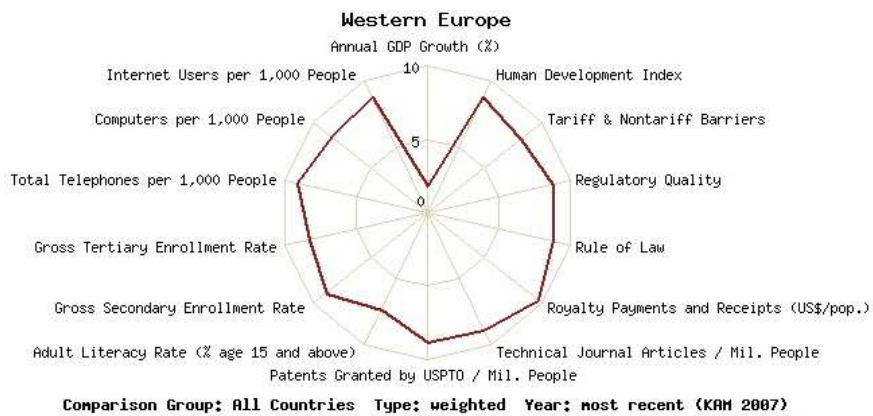 Western Europe
Annual GDP Growth (%)
10
Internet Users per 1,000 People
Human Development Index
Computers per 1,000 People
Tariff & Nontariff Barriers
5
Total Telephones per 1,000 People
Regulatory Quality
0
Gross Tertiary Enrollment Rate
Rule of Law
Gross Secondary Enrollment Rate
Royalty Payments and Receipts (US$/pop.)
Adult Literacy Rate (% age 15 and above)
Technical Journal Articles / Mil. People
Patents Granted by USPTO / Mil. People
Comparison Group: All Countries Type: weighted Year: most recent (KAM 2007)